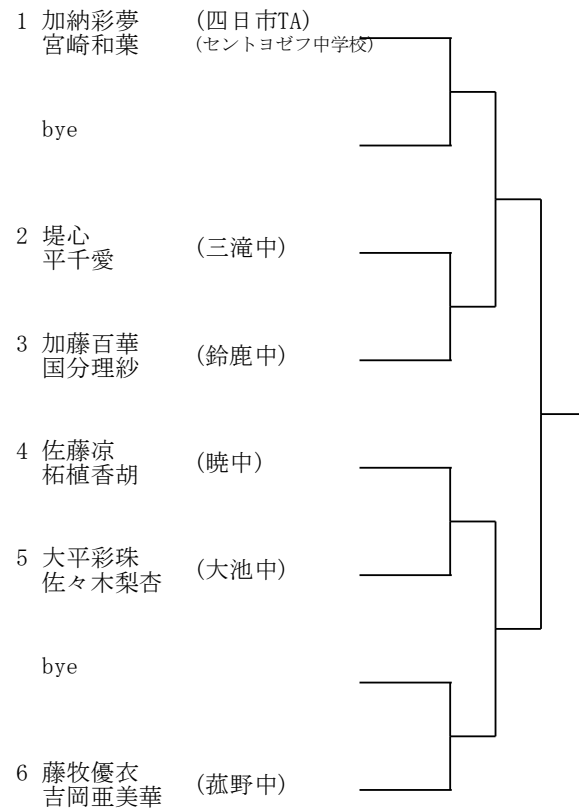 1 加納彩夢 (四日市TA)
宮崎和葉 (セントヨゼフ中学校)
bye
2 堤心
平千愛 (三滝中)
3 加藤百華
国分理紗 (鈴鹿中)
4 佐藤凉
柘植香胡 (暁中)
5 大平彩珠
佐々木梨杏 (大池中)
bye
6 藤牧優衣
吉岡亜美華 (菰野中)